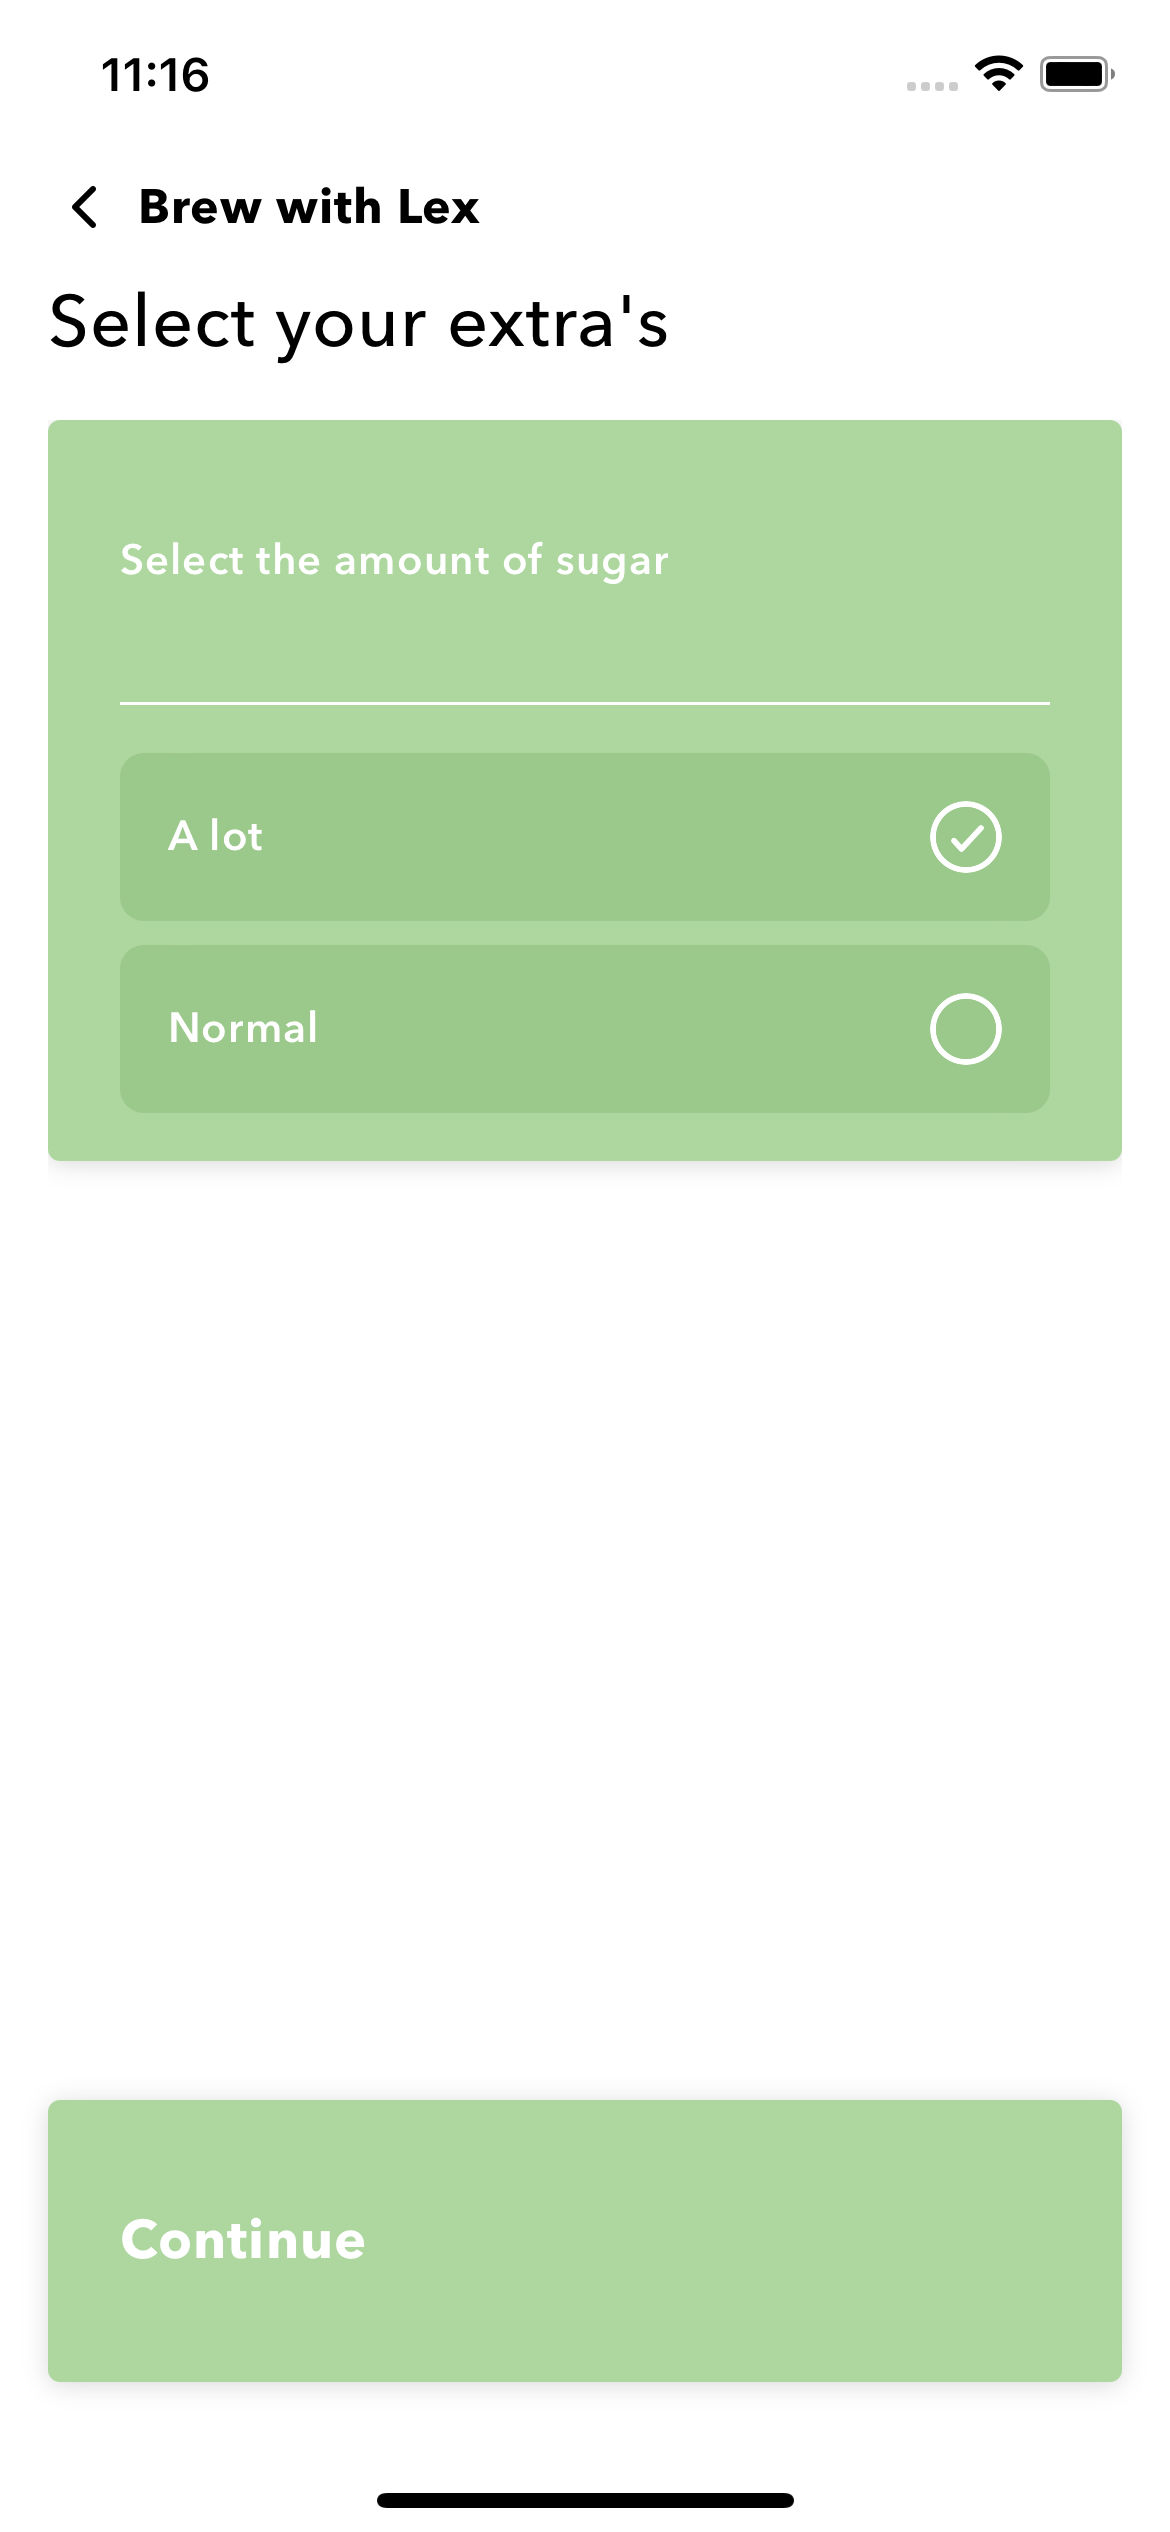 11:16
Brew with Lex
Select your extra's
Select the amount of sugar
A lot
Normal
Continue